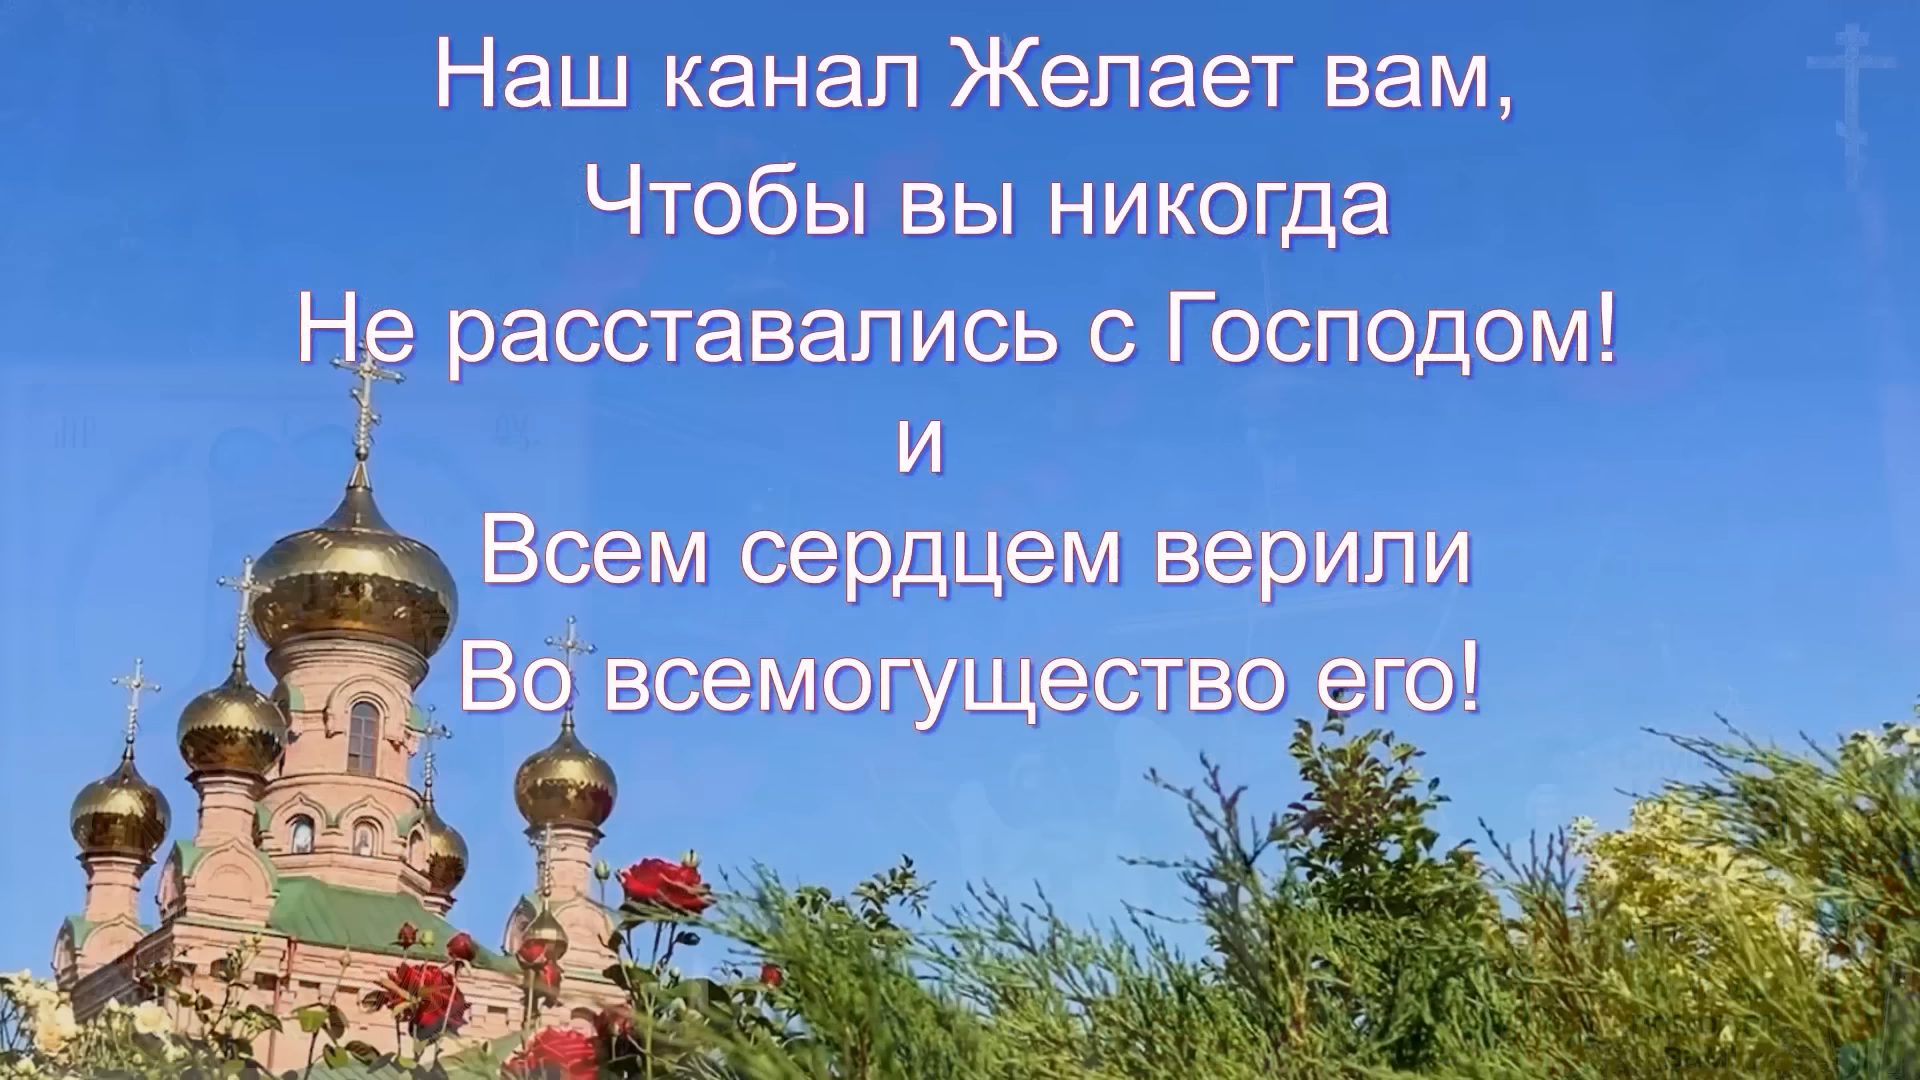 Наш канал Желает вам,
Чтобы вы никогда
Не расставались с Господом!
и
Всем сердцем верили
Во всемогущество его!